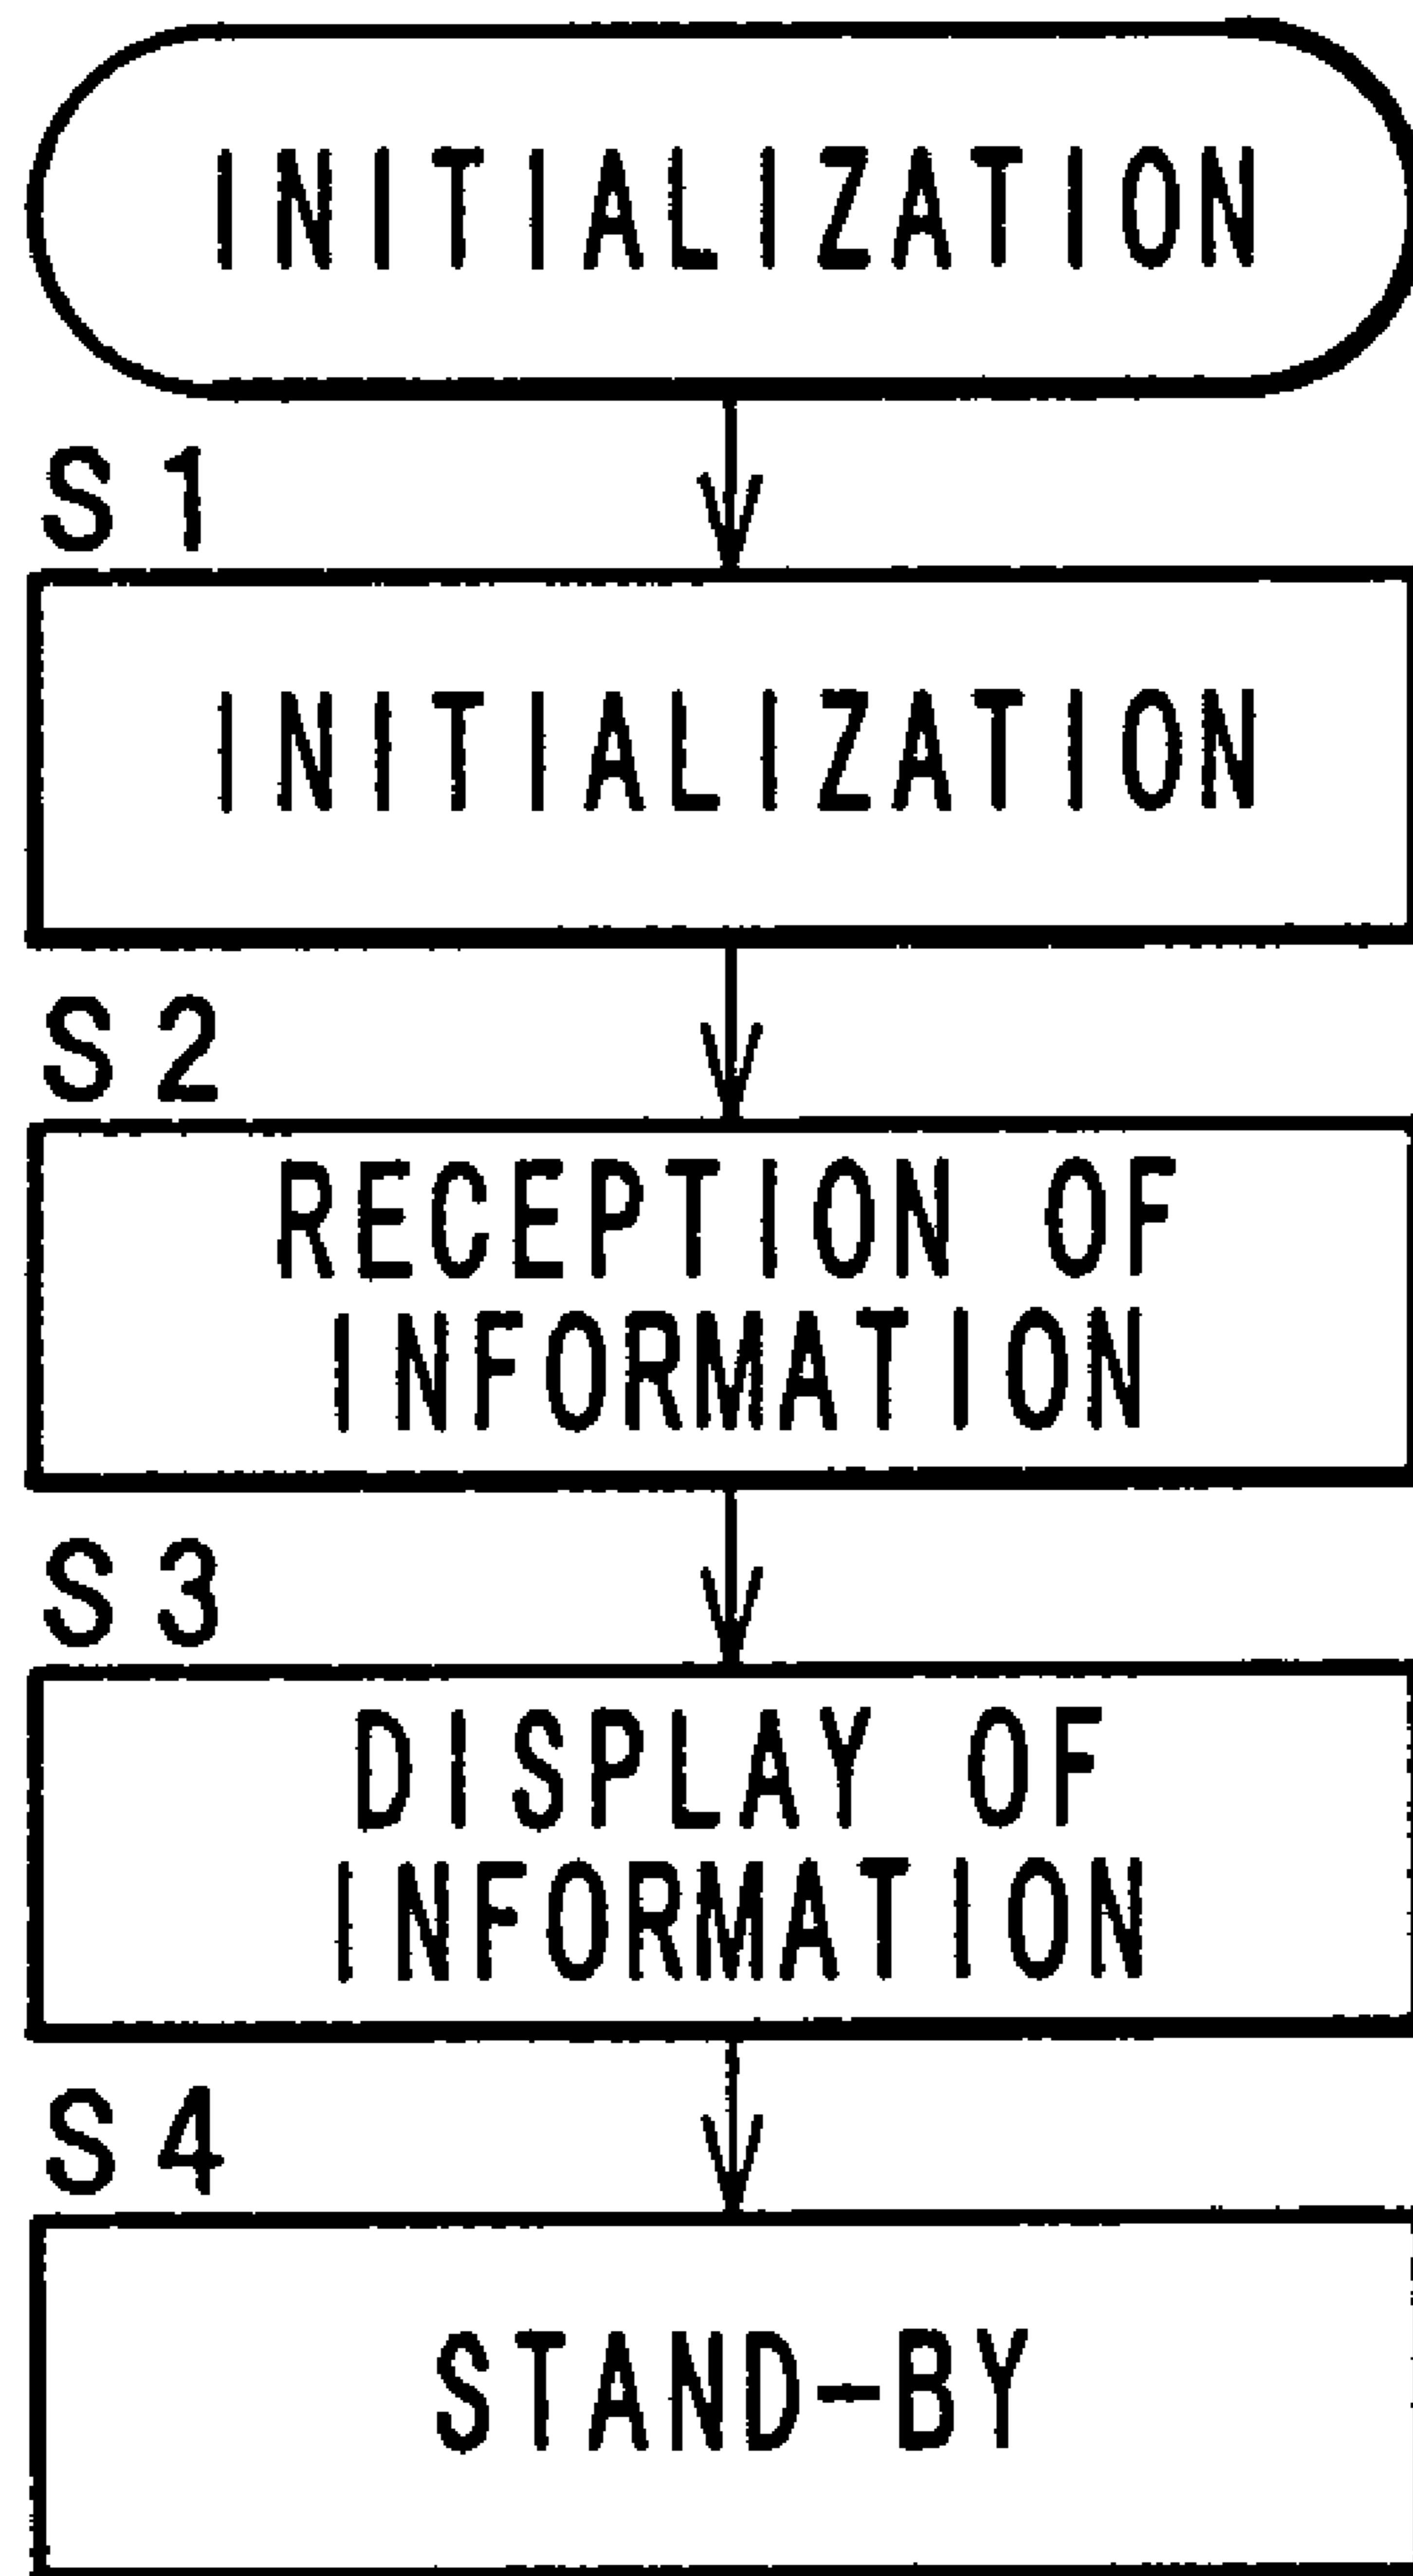 INITIALIZATION
S1
INITIALIZATION
S2
RECEPTION OF
INFORMATION
S3
DISPLAY OF
INFORMATION
S4
STAND-BY